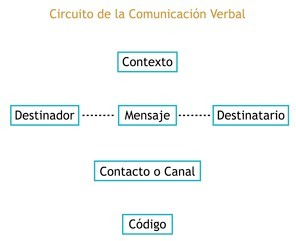 Circuito de la Comunicación Verbal
Contexto
Destinador
Mensaje
Destinatario
Contacto o Canal
Código